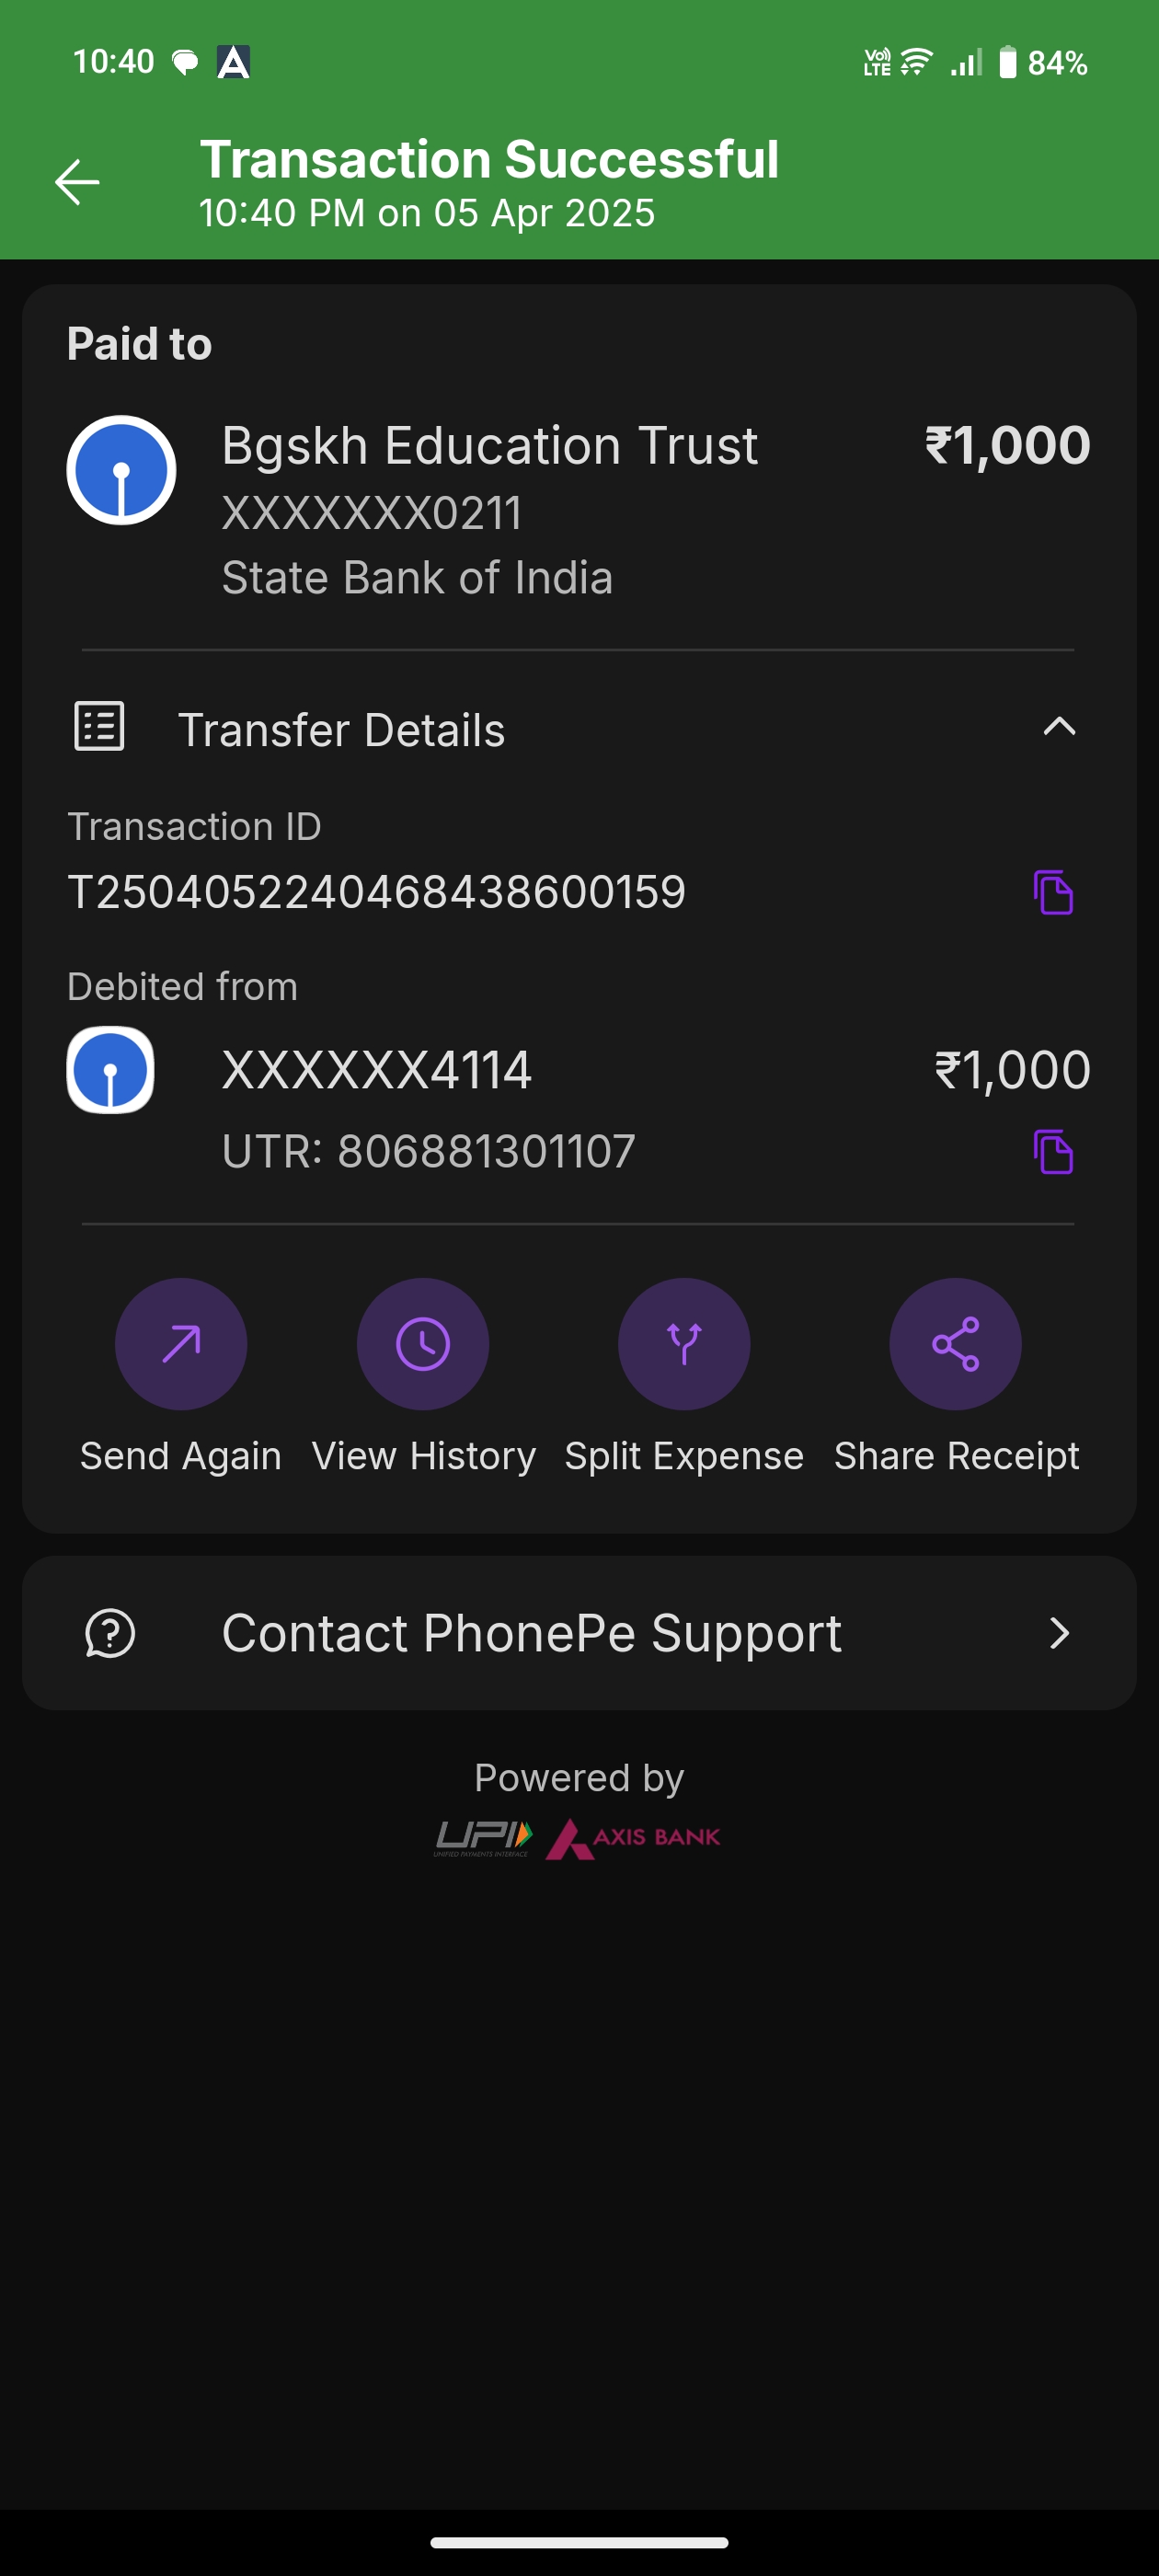 10:40 VoLTE 84%
Transaction Successful
10:40 PM on 05 Apr 2025
Paid to
Bgskh Education Trust ₹1,000
XXXXXXX0211
State Bank of India
Transfer Details
Transaction ID
T2504052240468438600159
Debited from
XXXXXX4114 ₹1,000
UTR: 806881301107
Send Again View History Split Expense Share Receipt
Contact PhonePe Support
Powered by
UPI AXIS BANK
UNIFIED PAYMENTS INTERFACE